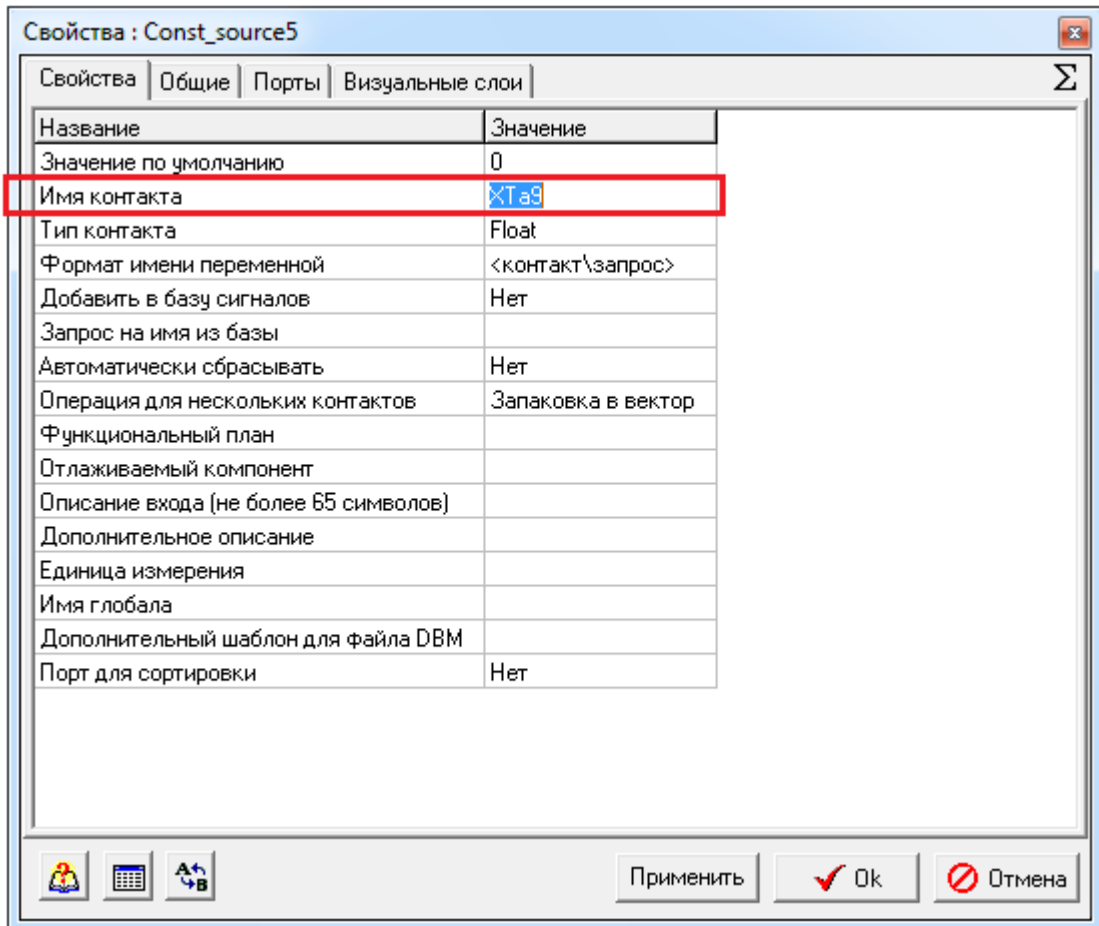 Свойства : Const_source5
Свойства Общие Порты Визуальные слои Σ
Название Значение
Значение по умолчанию 0
Имя контакта XTa9
Тип контакта Float
Формат имени переменной <контакт\запрос>
Добавить в базу сигналов Нет
Запрос на имя из базы
Автоматически сбрасывать Нет
Операция для нескольких контактов Запаковка в вектор
Функциональный план
Отлаживаемый компонент
Описание входа (не более 65 символов)
Дополнительное описание
Единица измерения
Имя глобала
Дополнительный шаблон для файла DBM
Порт для сортировки Нет
A B Применить Ok Отмена